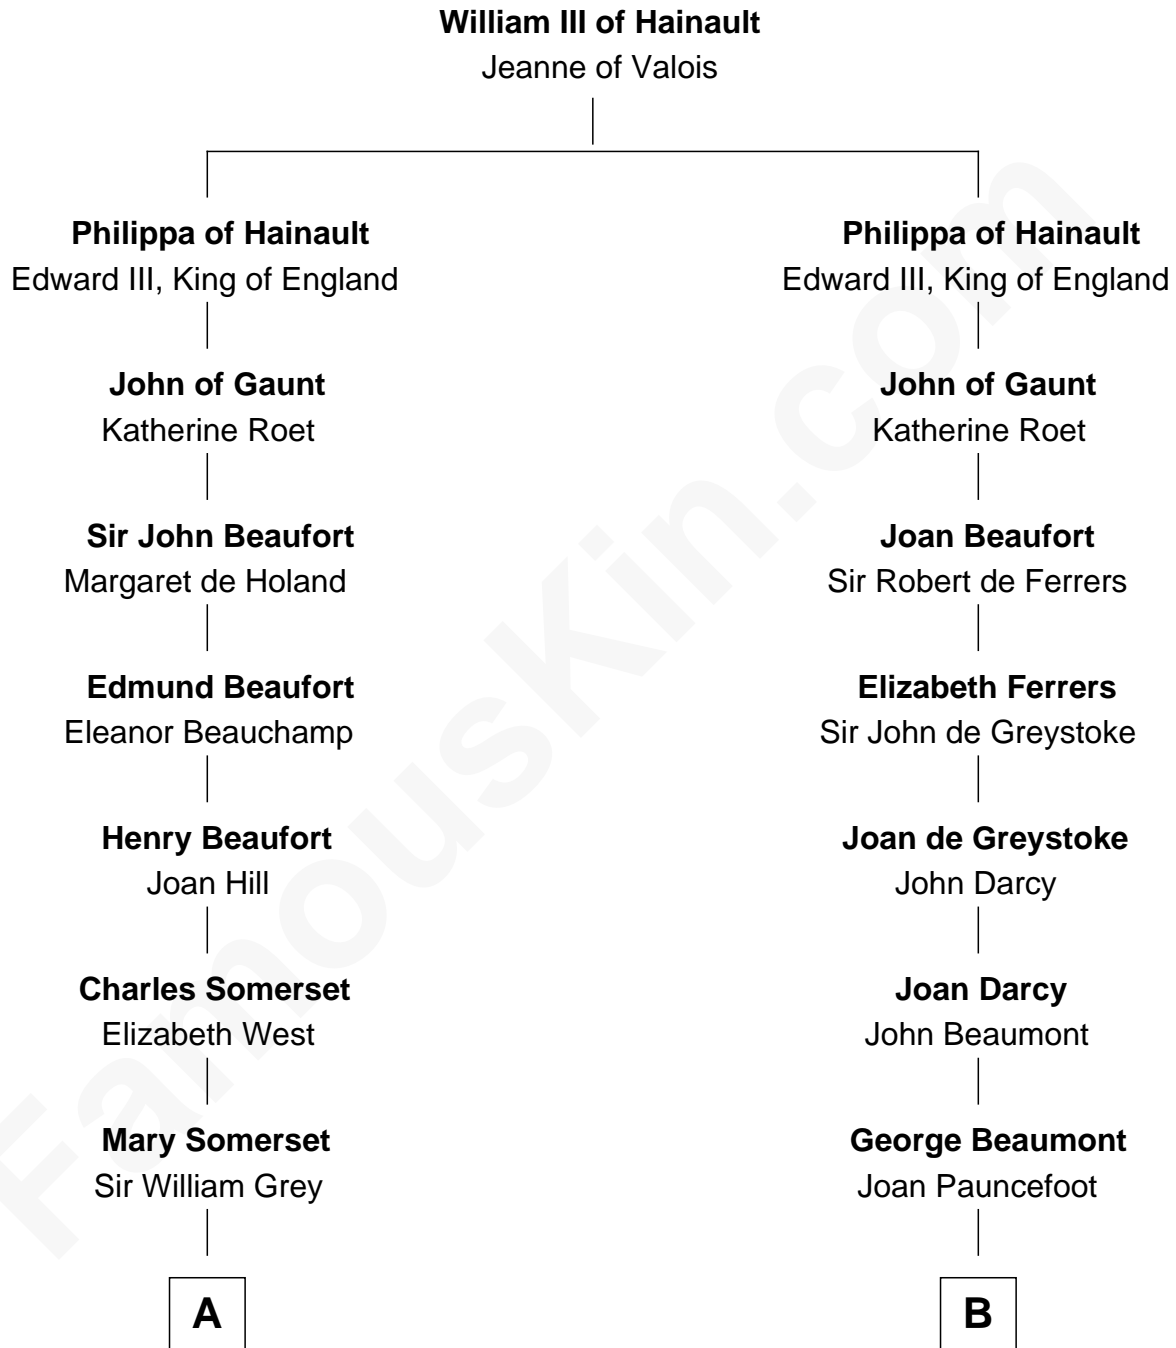 William III of Hainault
Jeanne of Valois
Philippa of Hainault
Edward III, King of England
John of Gaunt
Katherine Roet
Sir John Beaufort
Margaret de Holand
Edmund Beaufort
Eleanor Beauchamp
Henry Beaufort
Joan Hill
Charles Somerset
Elizabeth West
Mary Somerset
Sir William Grey
A
Philippa of Hainault
Edward III, King of England
John of Gaunt
Katherine Roet
Joan Beaufort
Sir Robert de Ferrers
Elizabeth Ferrers
Sir John de Greystoke
Joan de Greystoke
John Darcy
Joan Darcy
John Beaumont
George Beaumont
Joan Pauncefoot
B
FamousKin.com